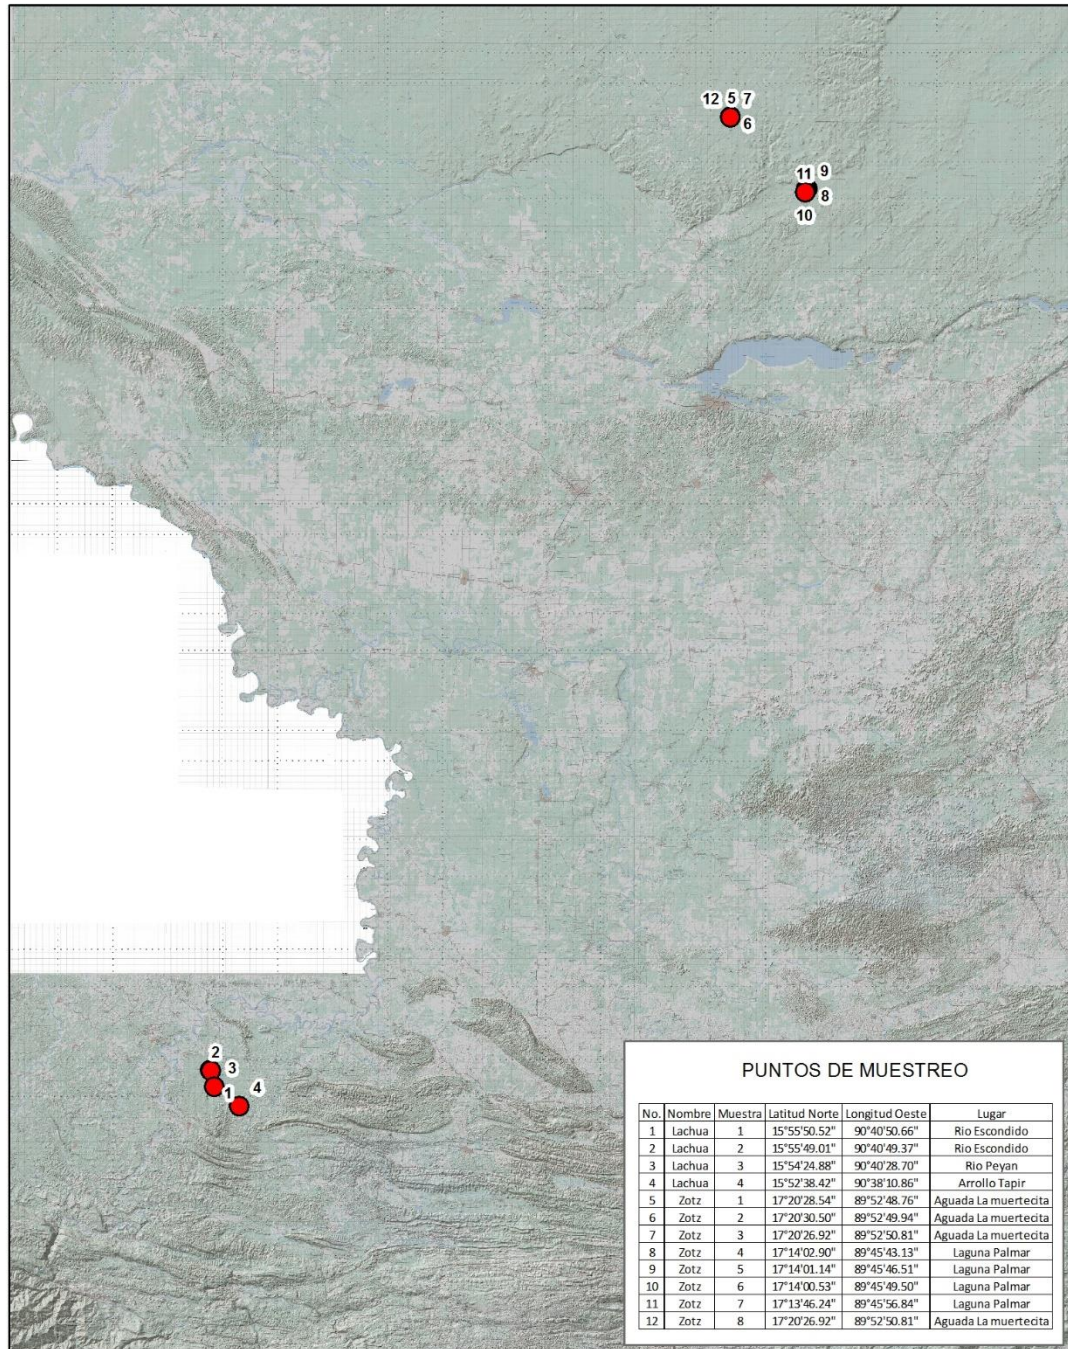 12 5 7
6
11 9
8
10
2
3
1 4
PUNTOS DE MUESTREO
No. Nombre Muestra Latitud Norte Longitud Oeste Lugar
1 Lachua 1 15°55'50.52" 90°40'50.66" Rio Escondido
2 Lachua 2 15°55'49.01" 90°40'49.37" Rio Escondido
3 Lachua 3 15°54'24.88" 90°40'28.70" Rio Peyan
4 Lachua 4 15°52'38.42" 90°38'10.86" Arrollo Tapir
5 Zotz 1 17°20'28.54" 89°52'48.76" Aguada La muertecita
6 Zotz 2 17°20'30.50" 89°52'49.94" Aguada La muertecita
7 Zotz 3 17°20'26.92" 89°52'50.81" Aguada La muertecita
8 Zotz 4 17°14'02.90" 89°45'43.13" Laguna Palmar
9 Zotz 5 17°14'01.14" 89°45'46.51" Laguna Palmar
10 Zotz 6 17°14'00.53" 89°45'49.50" Laguna Palmar
11 Zotz 7 17°13'46.24" 89°45'56.84" Laguna Palmar
12 Zotz 8 17°20'26.92" 89°52'50.81" Aguada La muertecita